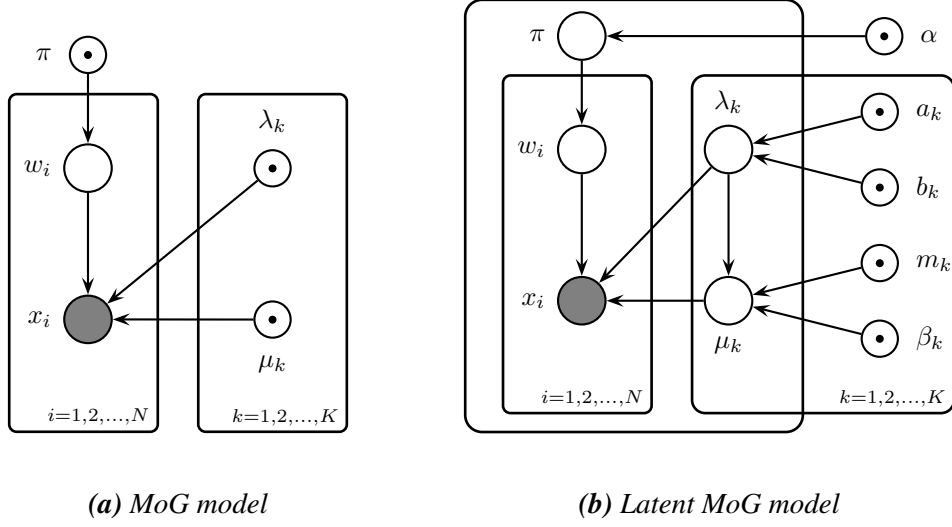 π
w_i
λ_k
x_i
μ_k
i=1,2,...,N
k=1,2,...,K
(a) MoG model
π
α
w_i
λ_k
a_k
b_k
m_k
x_i
μ_k
β_k
i=1,2,...,N
k=1,2,...,K
(b) Latent MoG model